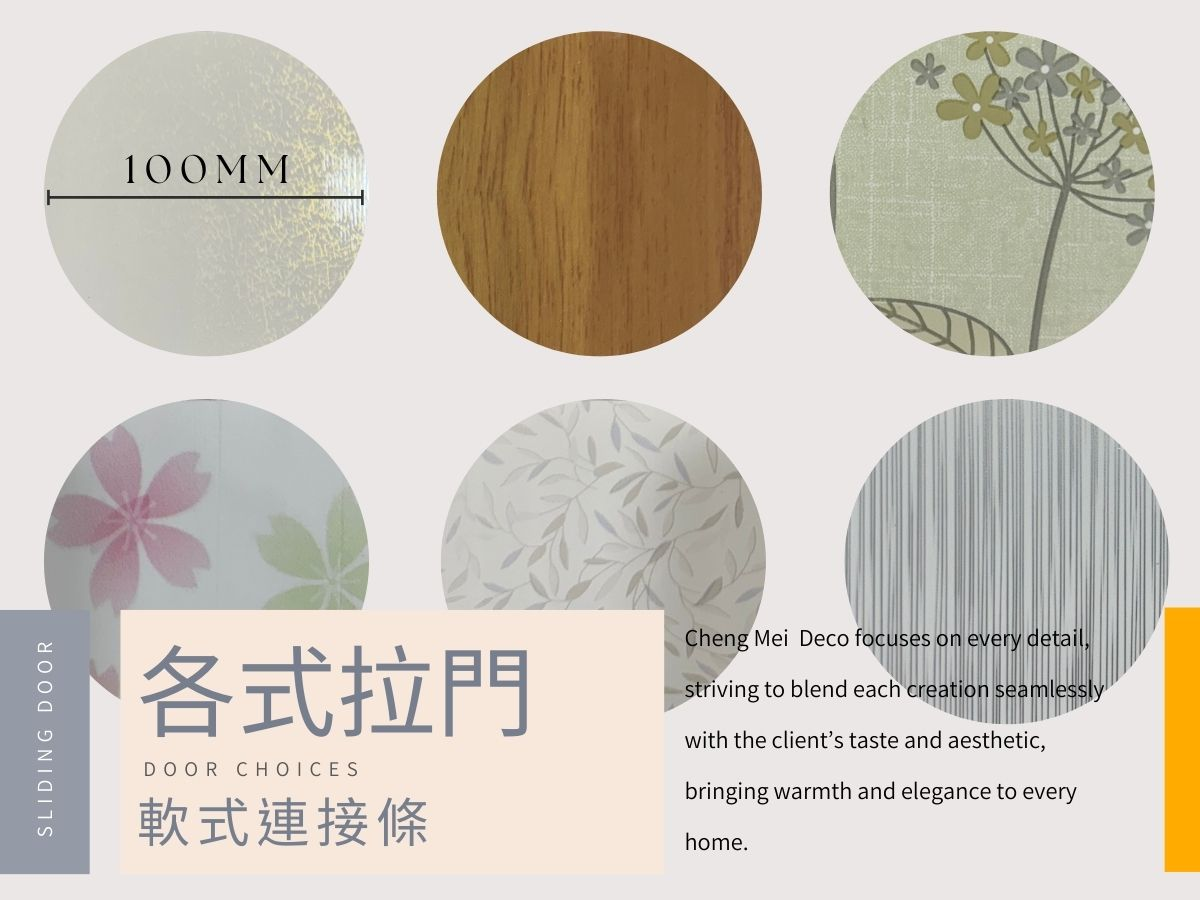 100MM
SLIDING DOOR
各式拉門
DOOR CHOICES
軟式連接條
Cheng Mei  Deco focuses on every detail,
striving to blend each creation seamlessly
with the client’s taste and aesthetic,
bringing warmth and elegance to every
home.